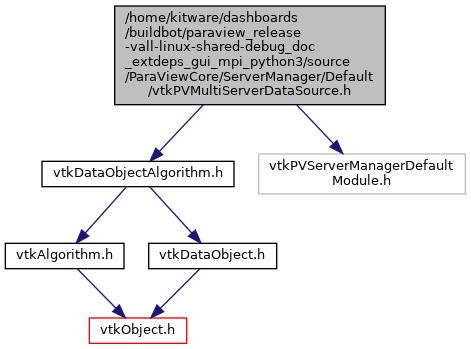 /home/kitware/dashboards
/buildbot/paraview_release
-vall-linux-shared-debug_doc
_extdeps_gui_mpi_python3/source
/ParaViewCore/ServerManager/Default
/vtkPVMultiServerDataSource.h
vtkDataObjectAlgorithm.h
vtkPVServerManagerDefault
Module.h
vtkAlgorithm.h
vtkDataObject.h
vtkObject.h